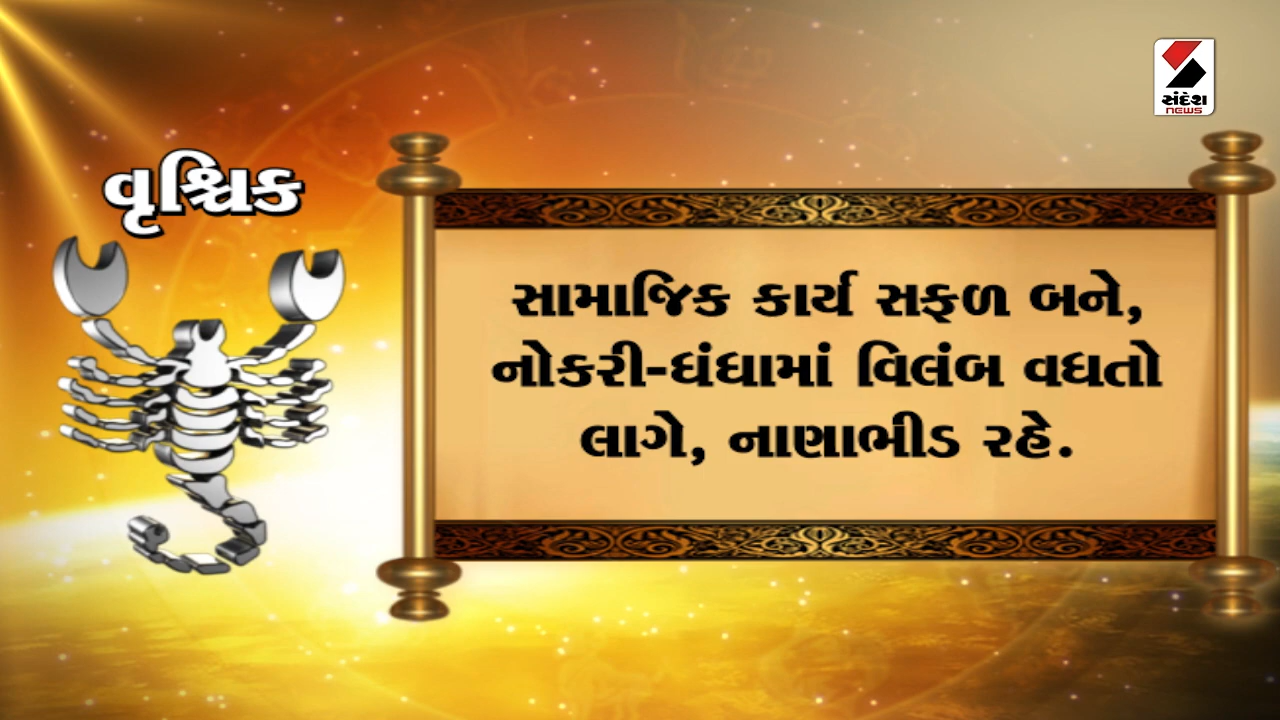 સંદેશ
NEWS
વૃશ્ચિક
સામાજિક કાર્ય સફળ બને,
નોકરી-ધંધામાં વિલંબ વધતો
લાગે, નાણાભીડ રહે.